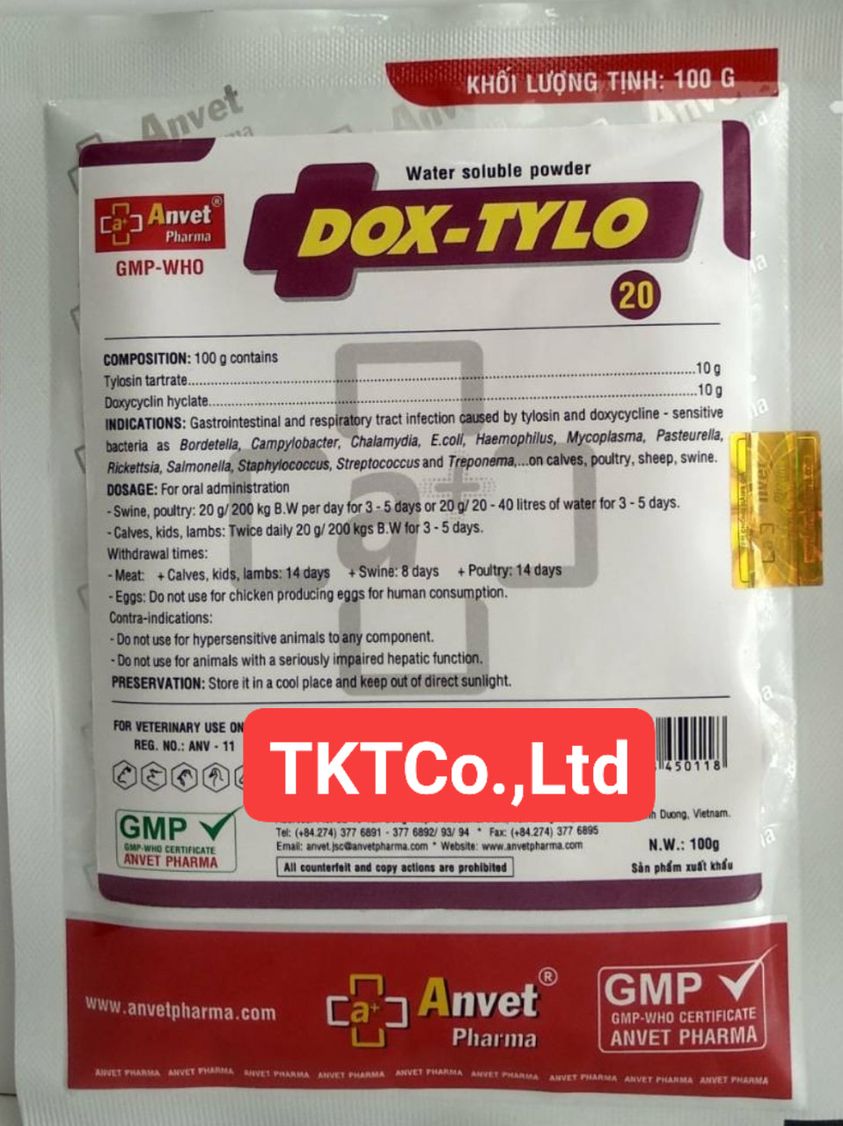 KHỐI LƯỢNG TỊNH: 100 G
Anvet
Water soluble powder
Anvet®
Pharma
GMP-WHO
DOX-TYLO
20
COMPOSITION: 100 g contains
Tylosin tartrate..........10 g
Doxycyclin hyclate..........10 g
INDICATIONS: Gastrointestinal and respiratory tract infection caused by tylosin and doxycycline - sensitive
bacteria as Bordetella, Campylobacter, Chalamydia, E.coli, Haemophilus, Mycoplasma, Pasteurella,
Rickettsia, Salmonella, Staphylococcus, Streptococcus and Treponema,...on calves, poultry, sheep, swine.
DOSAGE: For oral administration
- Swine, poultry: 20 g/ 200 kg B.W per day for 3 - 5 days or 20 g/ 20 - 40 litres of water for 3 - 5 days.
- Calves, kids, lambs: Twice daily 20 g/ 200 kgs B.W for 3 - 5 days.
Withdrawal times:
- Meat: + Calves, kids, lambs: 14 days + Swine: 8 days + Poultry: 14 days
- Eggs: Do not use for chicken producing eggs for human consumption.
Contra-indications:
- Do not use for hypersensitive animals to any component.
- Do not use for animals with a seriously impaired hepatic function.
PRESERVATION: Store it in a cool place and keep out of direct sunlight.
FOR VETERINARY USE ON
REG. NO.: ANV - 11
TKTCo.,Ltd
450118
Duong, Vietnam.
Tel: (+84.274) 377 6891 - 377 6892/ 93/ 94 * Fax: (+84.274) 377 6895
Email: anvet.jsc@anvetpharma.com * Website: www.anvetpharma.com
All counterfeit and copy actions are prohibited
N.W.: 100g
Sản phẩm xuất khẩu
GMP
GMP-WHO CERTIFICATE
ANVET PHARMA
www.anvetpharma.com
a+ Anvet®
Pharma
GMP
GMP-WHO CERTIFICATE
ANVET PHARMA
ANVET PHARMA ANVET PHARMA ANVET PHARMA ANVET PHARMA ANVET PHARMA ANVET PHARMA ANVET PHARMA ANVET PHARMA ANVET PHARMA